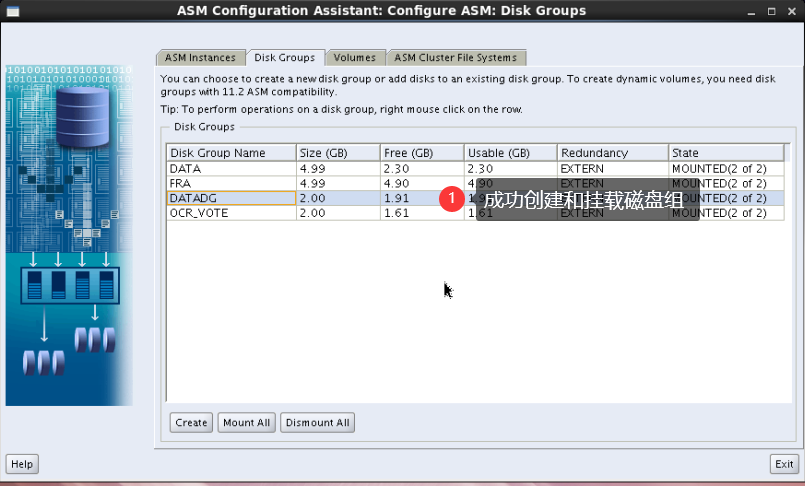 ASM Configuration Assistant: Configure ASM: Disk Groups
ASM Instances Disk Groups Volumes ASM Cluster File Systems
You can choose to create a new disk group or add disks to an existing disk group. To create dynamic volumes, you need disk
groups with 11.2 ASM compatibility.
Tip: To perform operations on a disk group, right mouse click on the row.
Disk Groups
Disk Group Name Size (GB) Free (GB) Usable (GB) Redundancy State
DATA 4.99 2.30 2.30 EXTERN MOUNTED(2 of 2)
FRA 4.99 4.90 4.90 EXTERN MOUNTED(2 of 2)
DATADG 2.00 1.91 MOUNTED(2 of 2)
1 成功创建和挂载磁盘组
OCR_VOTE 2.00 1.61 1.61 EXTERN MOUNTED(2 of 2)
Create Mount All Dismount All
Help Exit